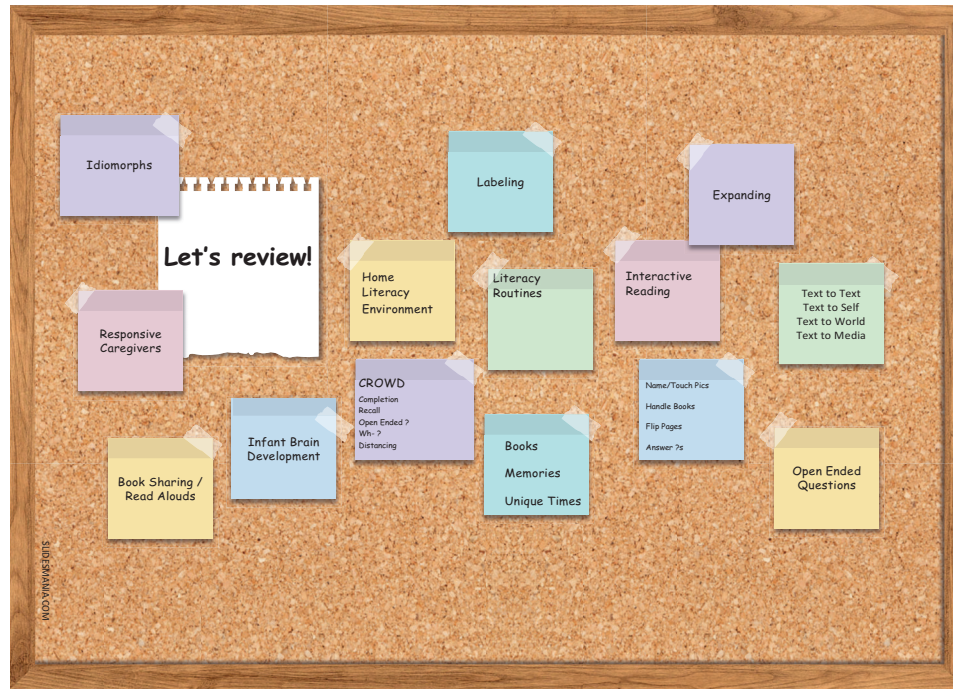 Idiomorphs
Let's review!
Labeling
Expanding
Home
Literacy
Environment
Literacy
Routines
Interactive
Reading
Text to Text
Text to Self
Text to World
Text to Media
Responsive
Caregivers
CROWD
Completion
Recall
Open Ended ?
Wh- ?
Distancing
Name/Touch Pics
Handle Books
Flip Pages
Answer ?s
Infant Brain
Development
Books
Memories
Unique Times
Book Sharing /
Read Alouds
Open Ended
Questions
SLIDESMANIA.COM